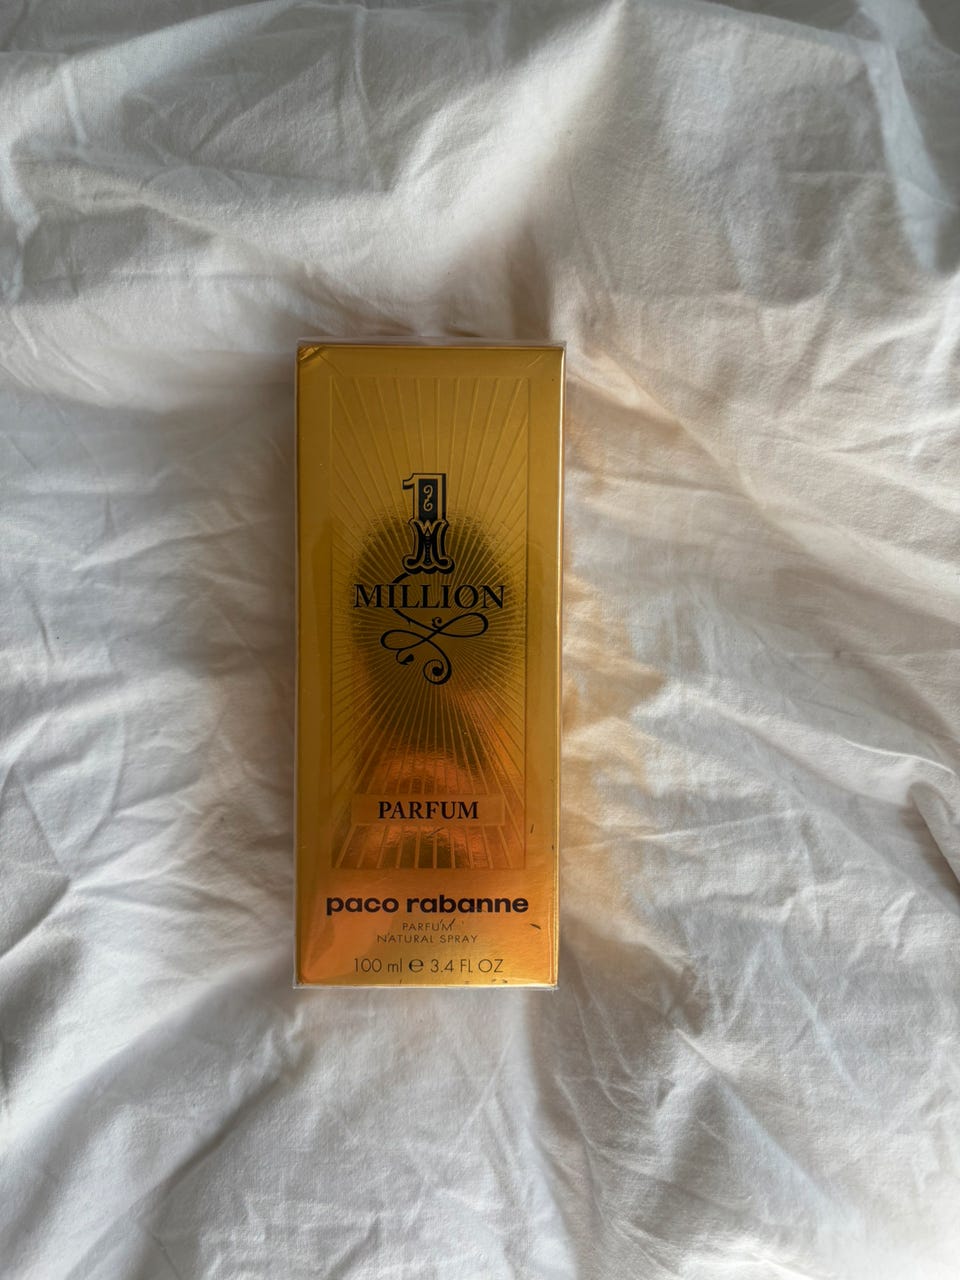 1
MILLION
PARFUM
paco rabanne
PARFUM
NATURAL SPRAY
100 ml ℮ 3.4 FL OZ